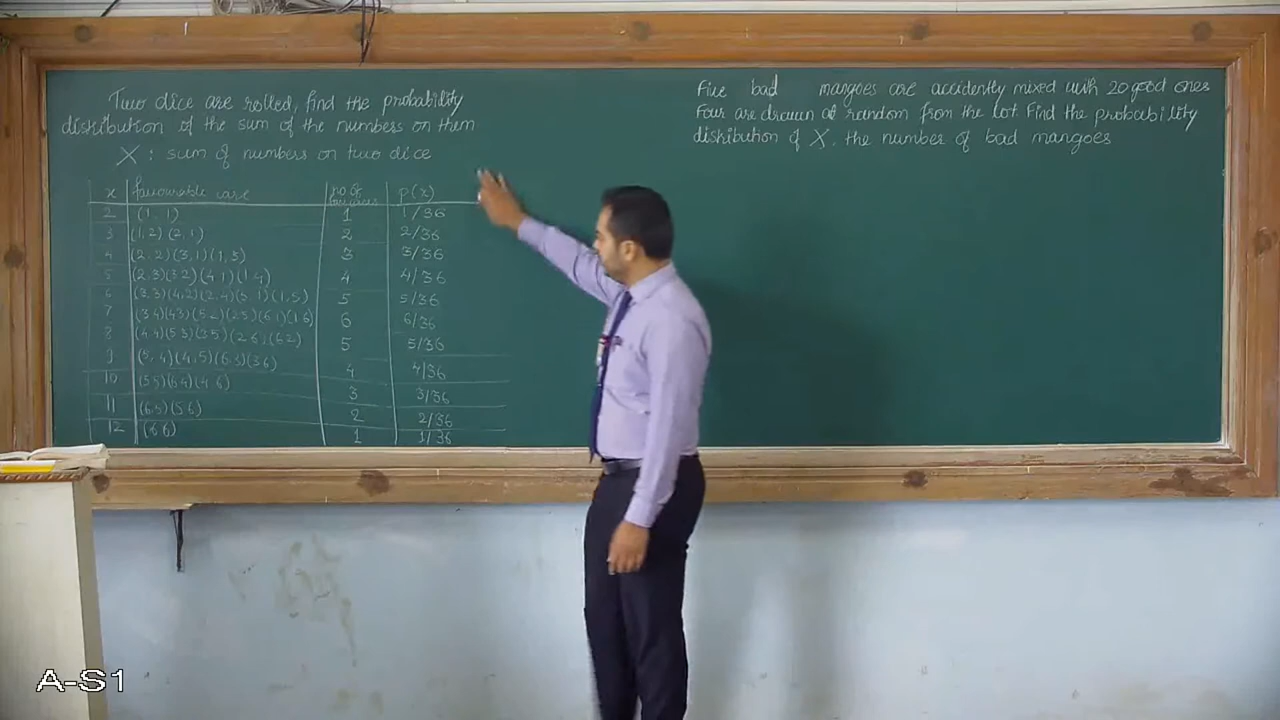 Two dice are rolled, find the probability
distribution of the sum of the numbers on them
X : sum of numbers on two dice
x favourable case no of fav cases p(x)
2 (1, 1) 1 1/36
3 (1,2) (2,1) 2 2/36
4 (2,2)(3,1)(1,3) 3 3/36
5 (2,3)(3 2)(4,1)(1 4) 4 4/36
6 (3,3)(4,2)(2,4)(5,1)(1,5) 5 5/36
7 (3 4)(4 3)(5 2)(2 5)(6 1)(1 6) 6 6/36
8 (4 4)(5 3)(3 5)(2 6)(6 2) 5 5/36
9 (5,4)(4,5)(6 3)(3 6) 4 4/36
10 (5 5)(6 4)(4 6) 3 3/36
11 (6 5)(5 6) 2 2/36
12 (6 6) 1 1/36
Five bad mangoes are accidently mixed with 20 good ones
Four are drawn at random from the lot. Find the probability
distribution of X, the number of bad mangoes
A-S1